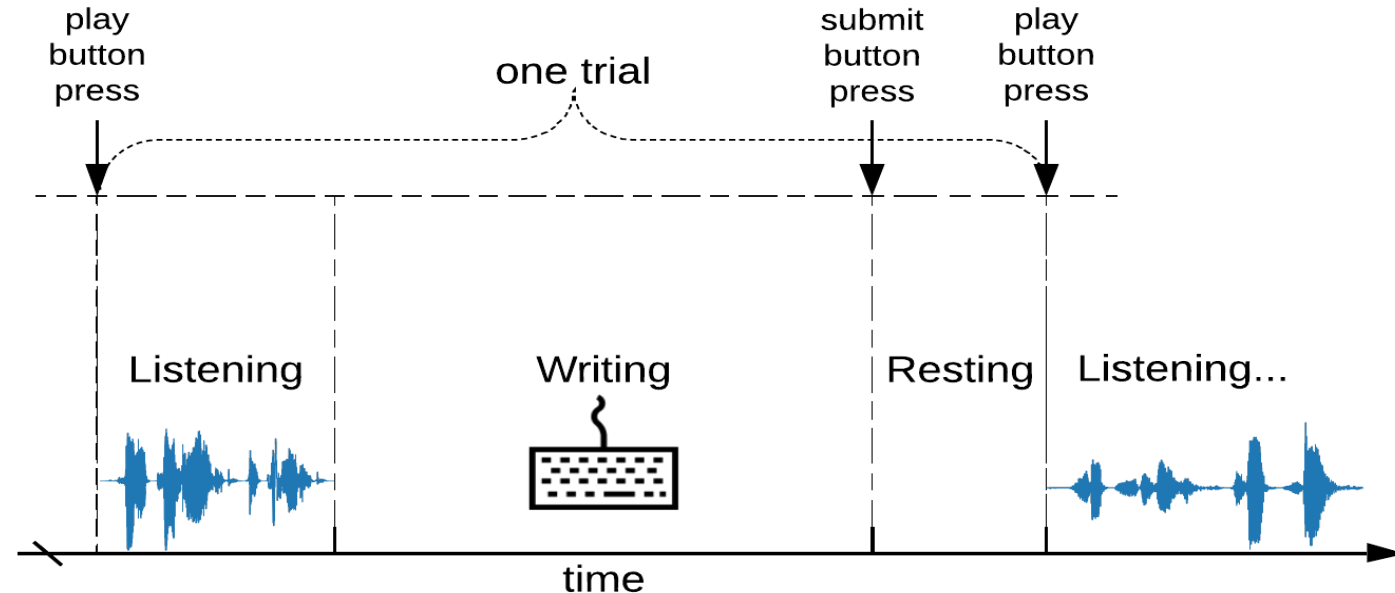 play
button
press
one trial
submit
button
press
play
button
press
Listening
Writing
Resting
Listening...
time